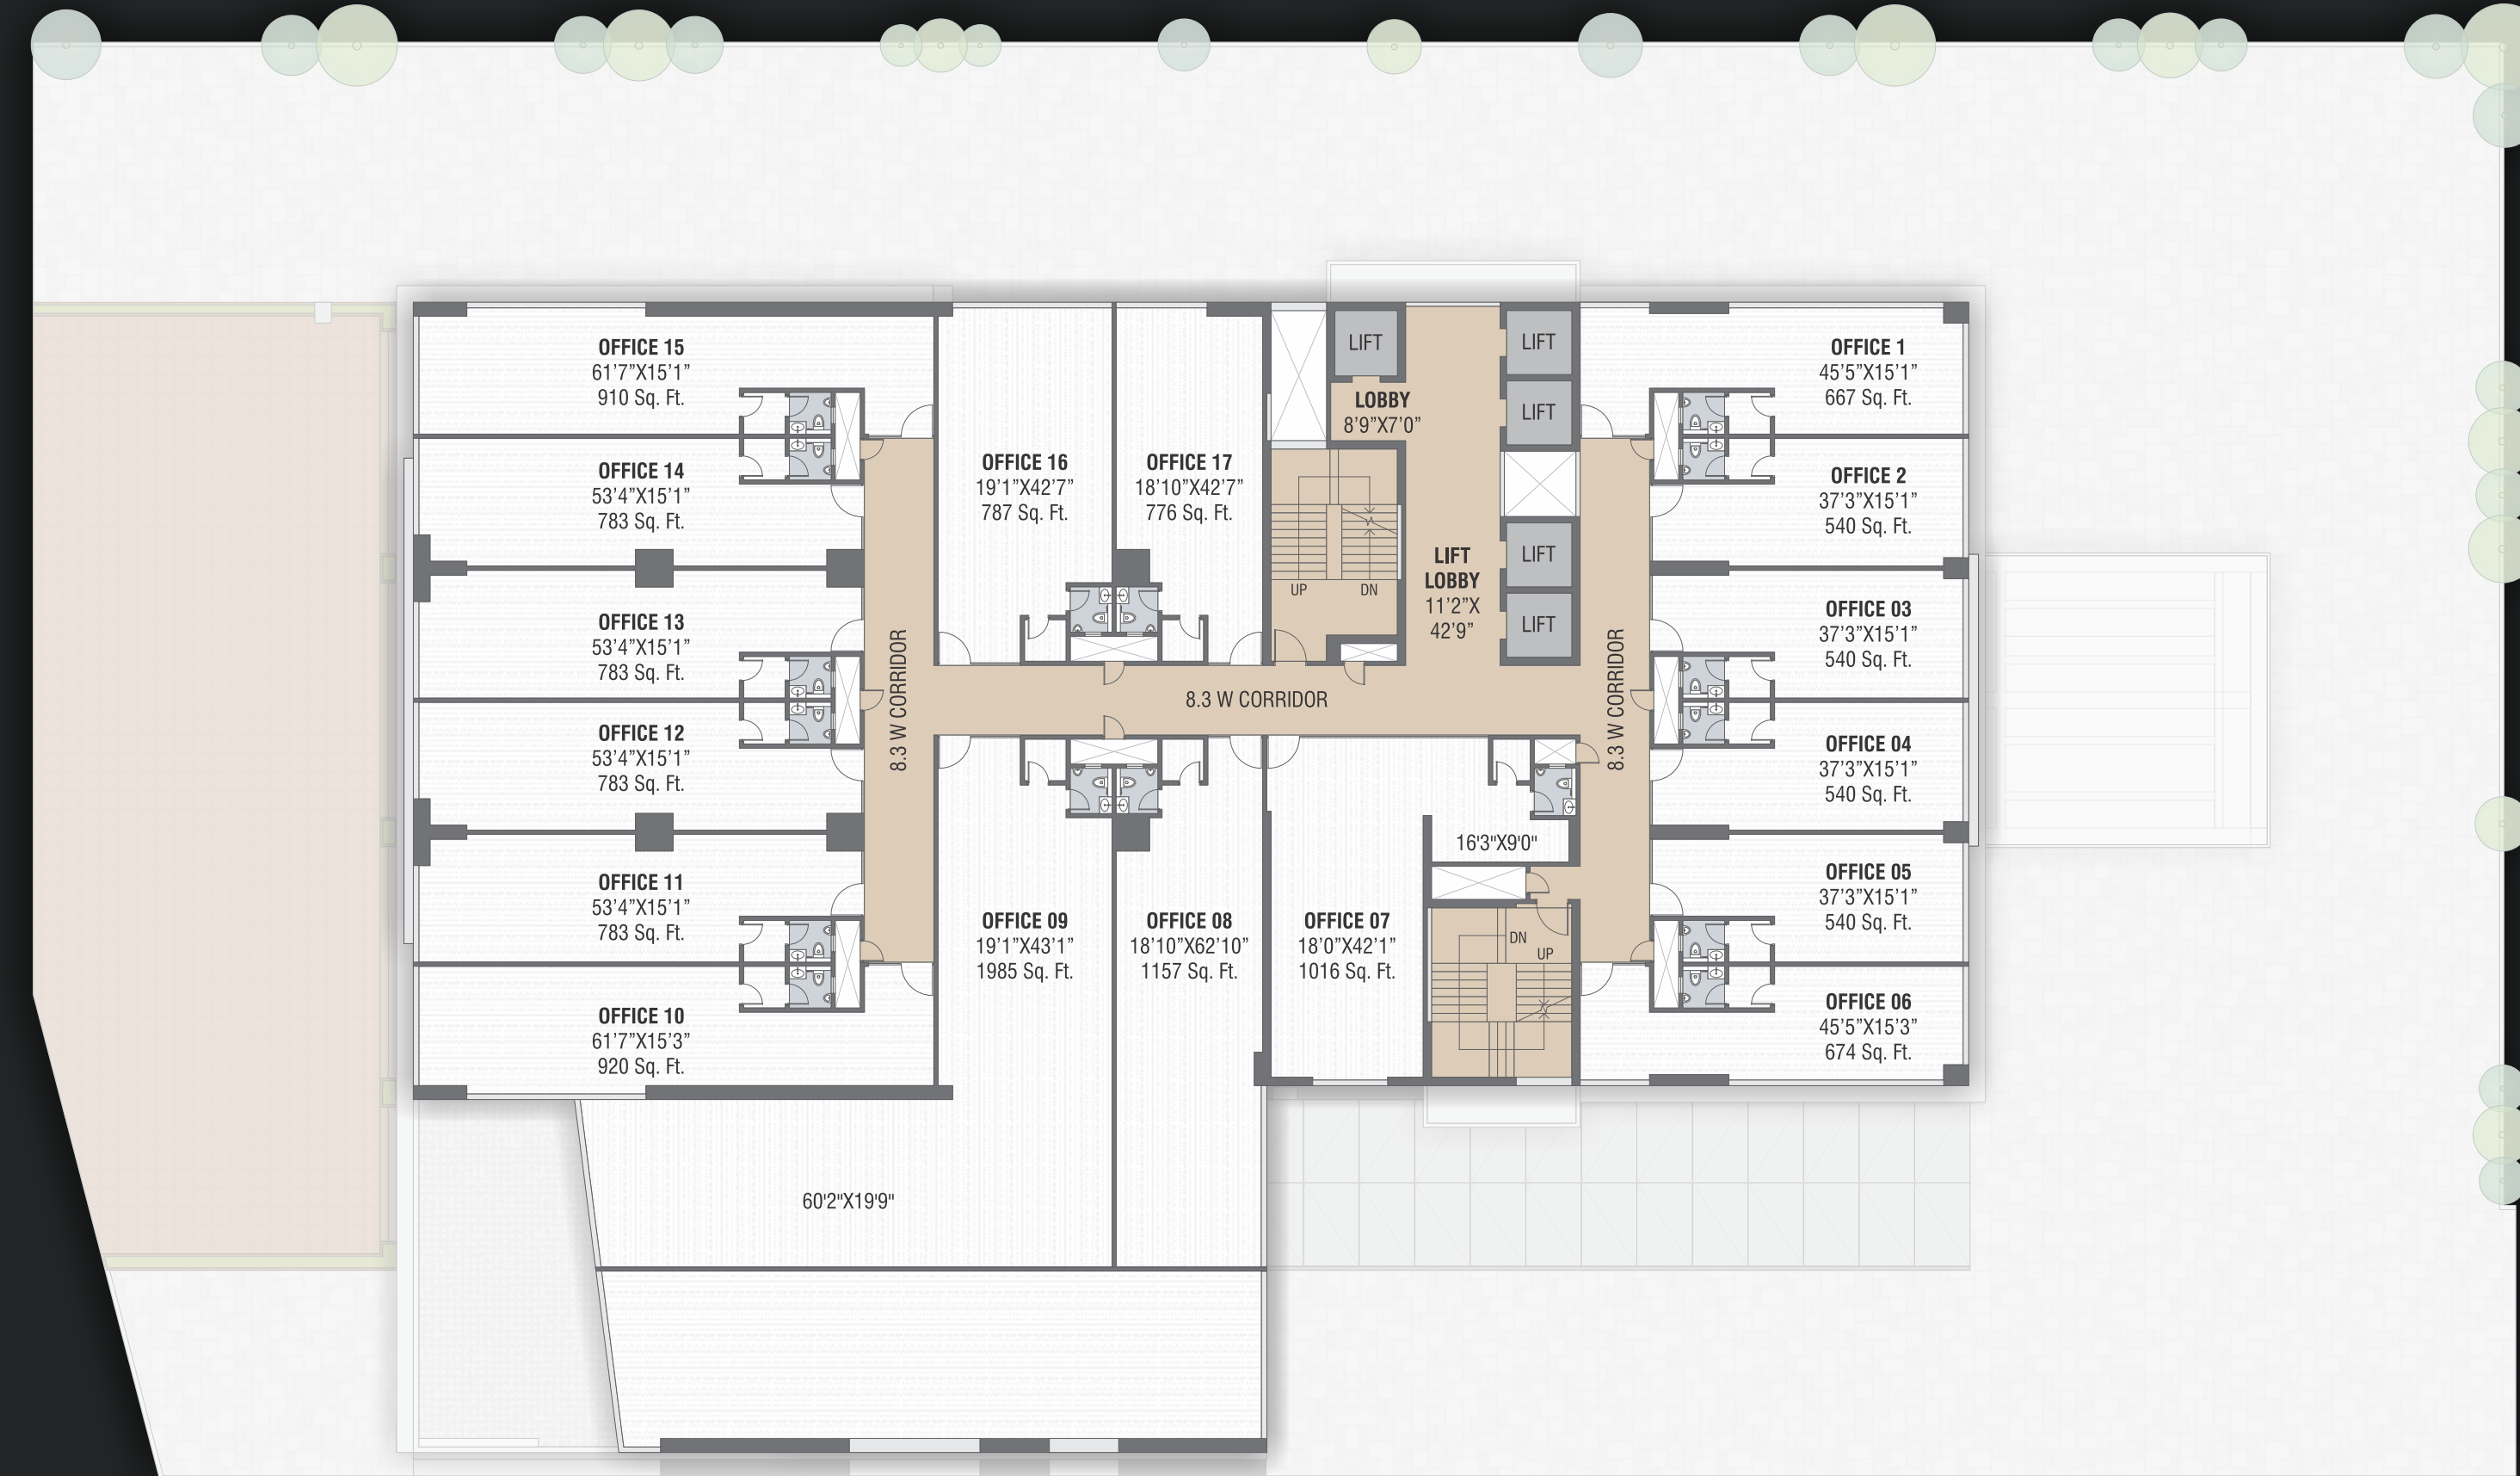 OFFICE 15
61'7”X15'1”
910 Sq. Ft.
OFFICE 14
53'4”X15'1”
783 Sq. Ft.
OFFICE 13
53'4”X15'1”
783 Sq. Ft.
OFFICE 12
53'4”X15'1”
783 Sq. Ft.
OFFICE 11
53'4”X15'1”
783 Sq. Ft.
OFFICE 10
61'7”X15'3”
920 Sq. Ft.
8.3 W CORRIDOR
OFFICE 16
19'1”X42'7”
787 Sq. Ft.
OFFICE 17
18'10”X42'7”
776 Sq. Ft.
LIFT
LOBBY
8'9”X7'0”
UP
DN
LIFT
LOBBY
11'2”X
42'9”
LIFT
LIFT
LIFT
LIFT
8.3 W CORRIDOR
8.3 W CORRIDOR
OFFICE 09
19'1”X43'1”
1985 Sq. Ft.
OFFICE 08
18'10”X62'10”
1157 Sq. Ft.
OFFICE 07
18'0”X42'1”
1016 Sq. Ft.
16'3"X9'0"
DN
UP
60'2"X19'9"
OFFICE 1
45'5”X15'1”
667 Sq. Ft.
OFFICE 2
37'3”X15'1”
540 Sq. Ft.
OFFICE 03
37'3”X15'1”
540 Sq. Ft.
OFFICE 04
37'3”X15'1”
540 Sq. Ft.
OFFICE 05
37'3”X15'1”
540 Sq. Ft.
OFFICE 06
45'5”X15'3”
674 Sq. Ft.